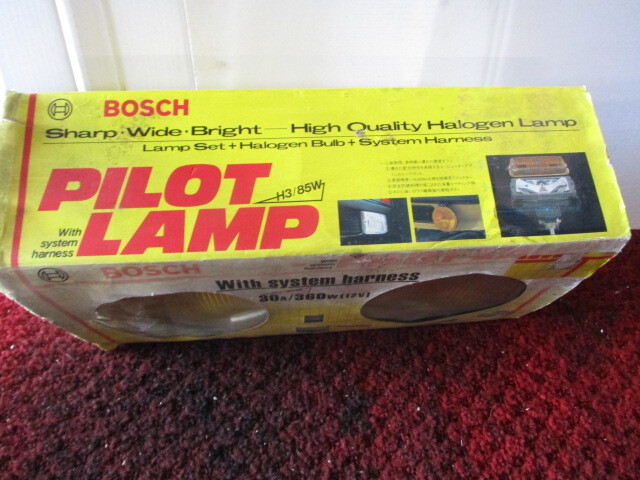 BOSCH
Sharp·Wide·Bright — High Quality Halogen Lamp
Lamp Set + Halogen Bulb + System Harness
PILOT
H3/85W
With
system
harness
LAMP
BOSCH
With system harness
30A/360W(12V)